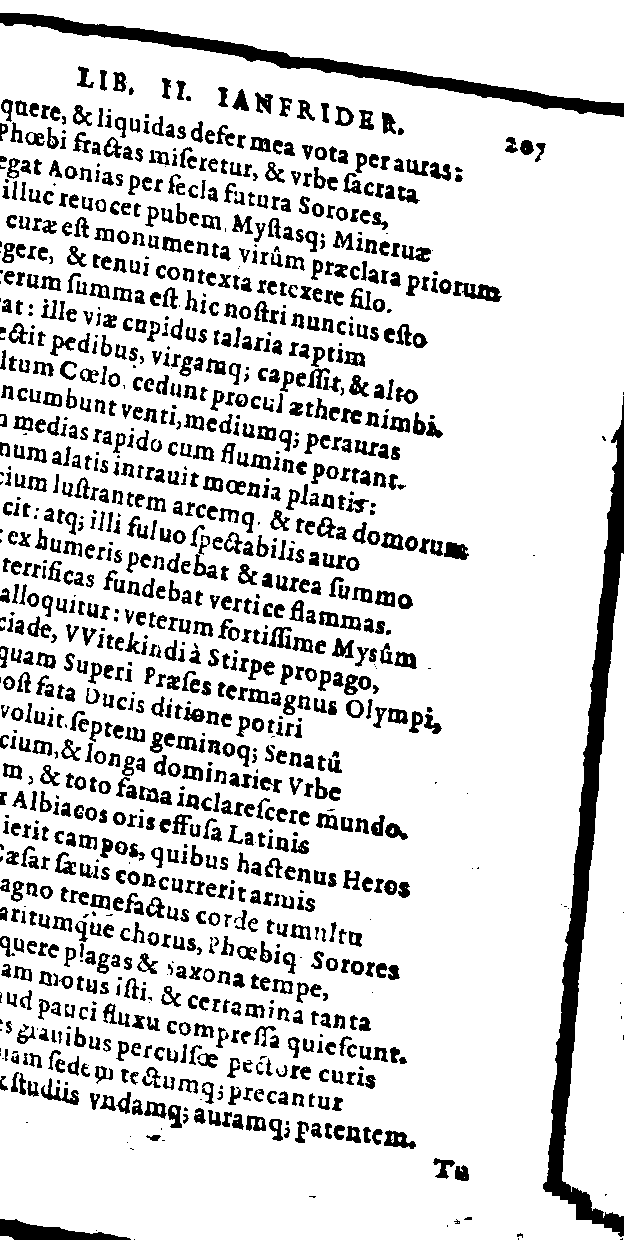 LIB. II. IANFRIDER. 207
quere, & liquidas defer mea vota per auras:
Phœbi fractas miseretur, & vrbe sacrata
egat Aonias per secla futura Sorores,
illuc reuocet pubem, Mystasq; Mineruæ
curæ est monumenta virûm præclara priorum
egere, & tenui contexta retexere filo.
rerum summa est hic nostri nuncius esto
at: ille viæ cupidus talaria raptim
ectit pedibus, virgamq; capessit, & alto
ltum Cœlo, cedunt procul æthere nimbi.
ncumbunt venti, mediumq; perauras
medias rapido cum flumine portant.
num alatis intrauit mœnia plantis:
cium lustrantem arcemq. & tecta domorum
cit: atq; illi fuluo spectabilis auro
ex humeris pendebat & aurea summo
terrificas fundebat vertice flammas.
alloquitur: veterum fortissime Mysûm
ciade, VVitekindi à Stirpe propago,
quam Superi Præses termagnus Olympi,
ost fata Ducis ditione potiri
voluit, septem geminoq; Senatû
cium, & longa dominarier Vrbe
m, & toto fama inclarescere mundo.
Albiacos oris effusa Latinis
ierit campos, quibus hactenus Heros
Cæsar sæuis concurrerit armis
agno tremefactus corde tumultu
aritumque chorus, Phœbiq Sorores
quere plagas & Saxona tempe,
am motus isti, & certamina tanta
ud pauci fluxu compressa quiescunt.
es grauibus perculsæ pectore curis
uam sedem tectumq; precantur
studiis vndamq; auramq; patentem.
Tu